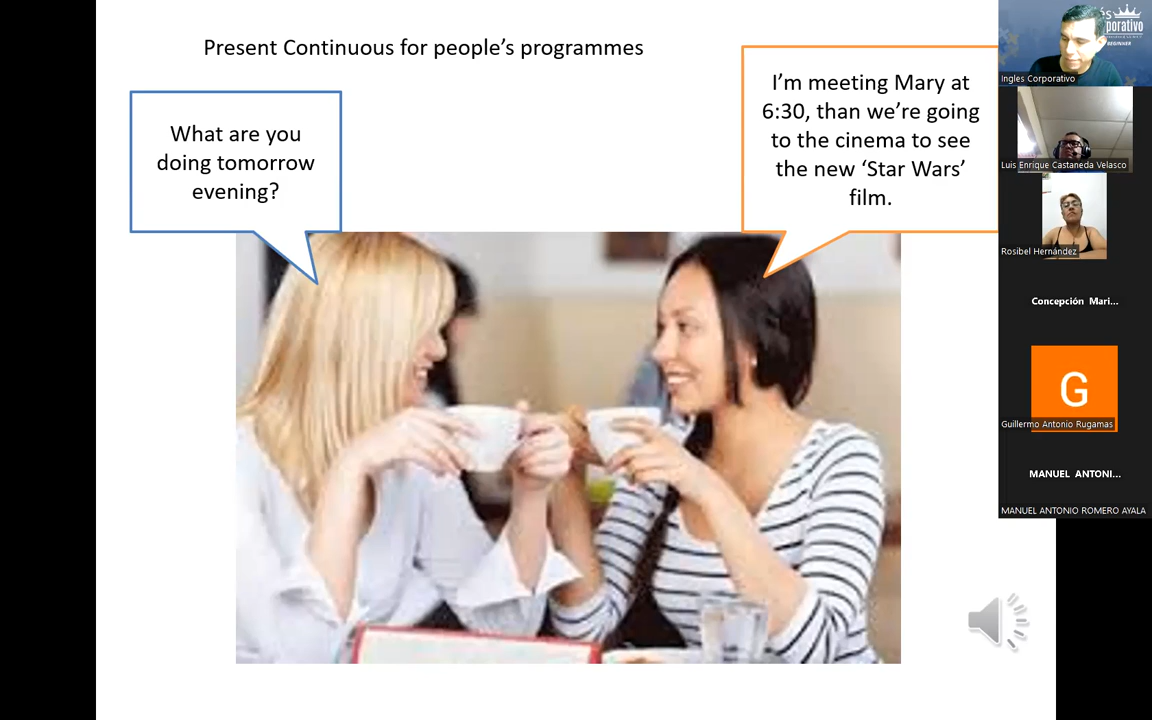 Present Continuous for people’s programmes
What are you
doing tomorrow
evening?
I’m meeting Mary at
6:30, than we’re going
to the cinema to see
the new ‘Star Wars’
film.
BEGINNER
Ingles Corporativo
Luis Enrique Castaneda Velasco
Rosibel Hernández
Concepción Mari...
G
Guillermo Antonio Rugamas
MANUEL ANTONI...
MANUEL ANTONIO ROMERO AYALA